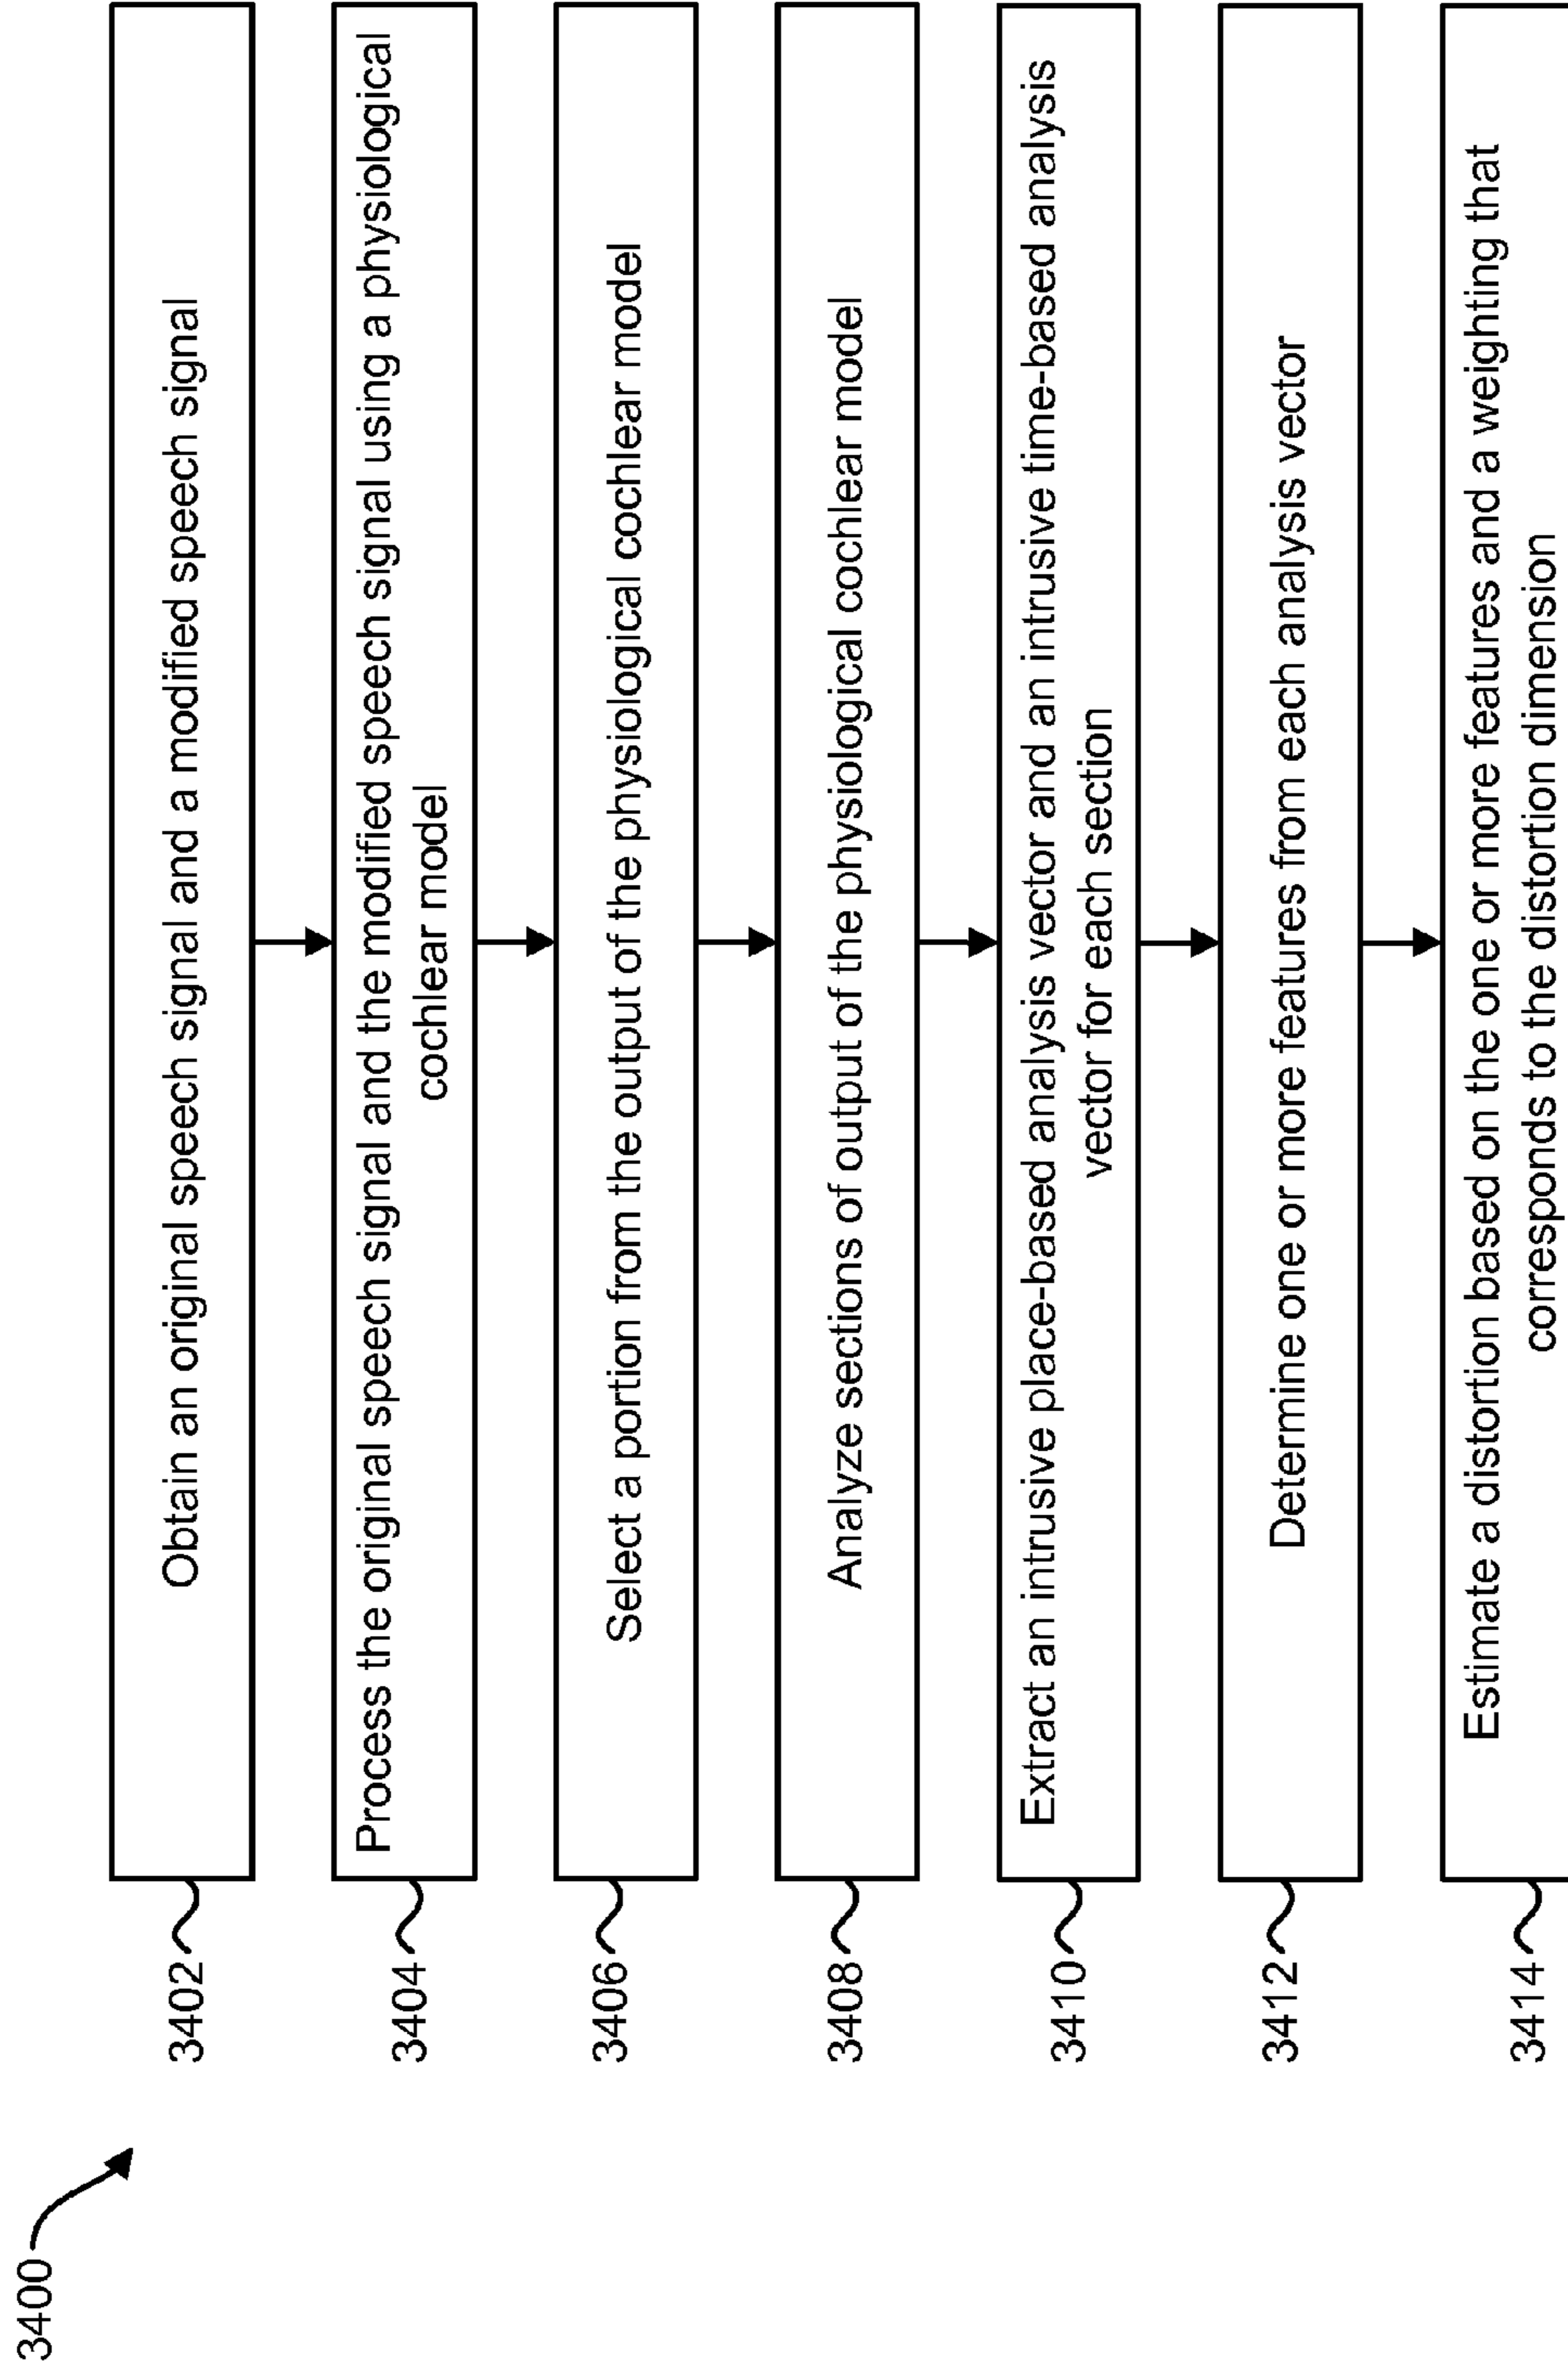 3400
3402
Obtain an original speech signal and a modified speech signal
3404
Process the original speech signal and the modified speech signal using a physiological
cochlear model
3406
Select a portion from the output of the physiological cochlear model
3408
Analyze sections of output of the physiological cochlear model
3410
Extract an intrusive place-based analysis vector and an intrusive time-based analysis
vector for each section
3412
Determine one or more features from each analysis vector
3414
Estimate a distortion based on the one or more features and a weighting that
corresponds to the distortion dimension